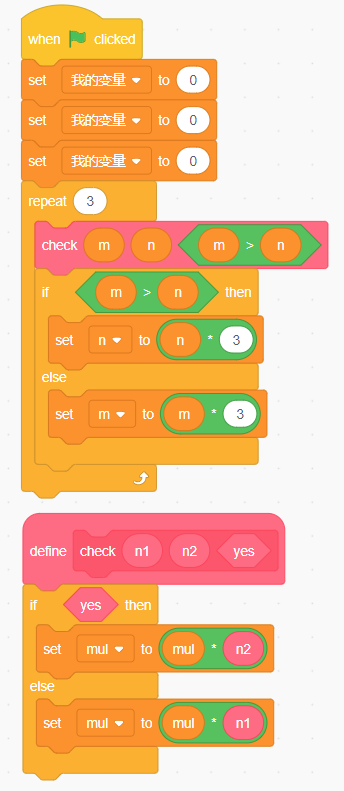 when clicked
set 我的变量 to 0
set 我的变量 to 0
set 我的变量 to 0
repeat 3
check m n m > n
if m > n then
set n to n * 3
else
set m to m * 3
define check n1 n2 yes
if yes then
set mul to mul * n2
else
set mul to mul * n1